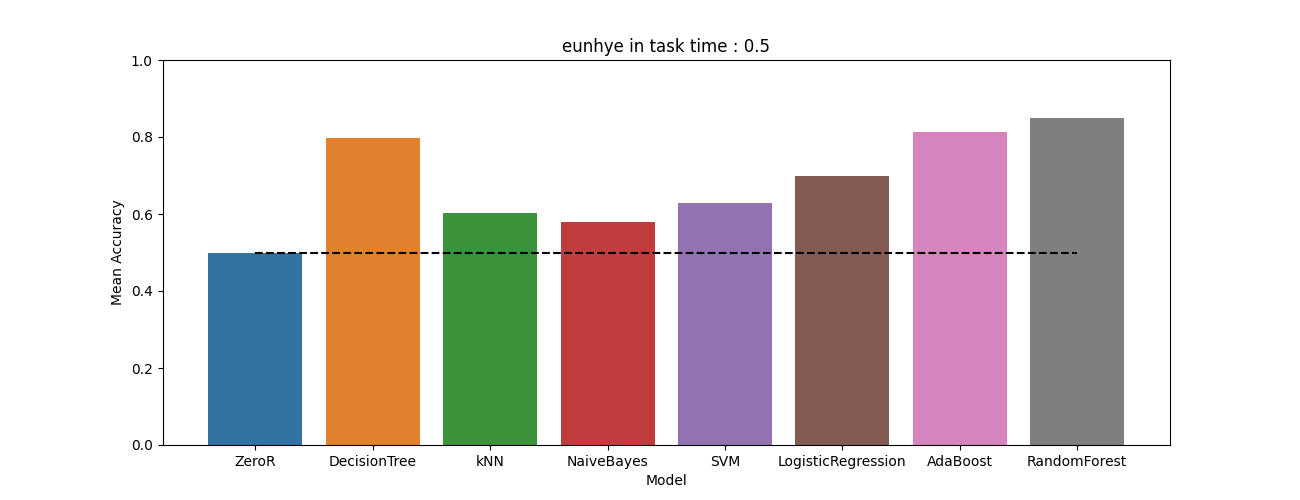 eunhye in task time : 0.5
1.0
0.8
0.6
0.4
0.2
0.0
Mean Accuracy
ZeroR DecisionTree kNN NaiveBayes SVM LogisticRegression AdaBoost RandomForest
Model